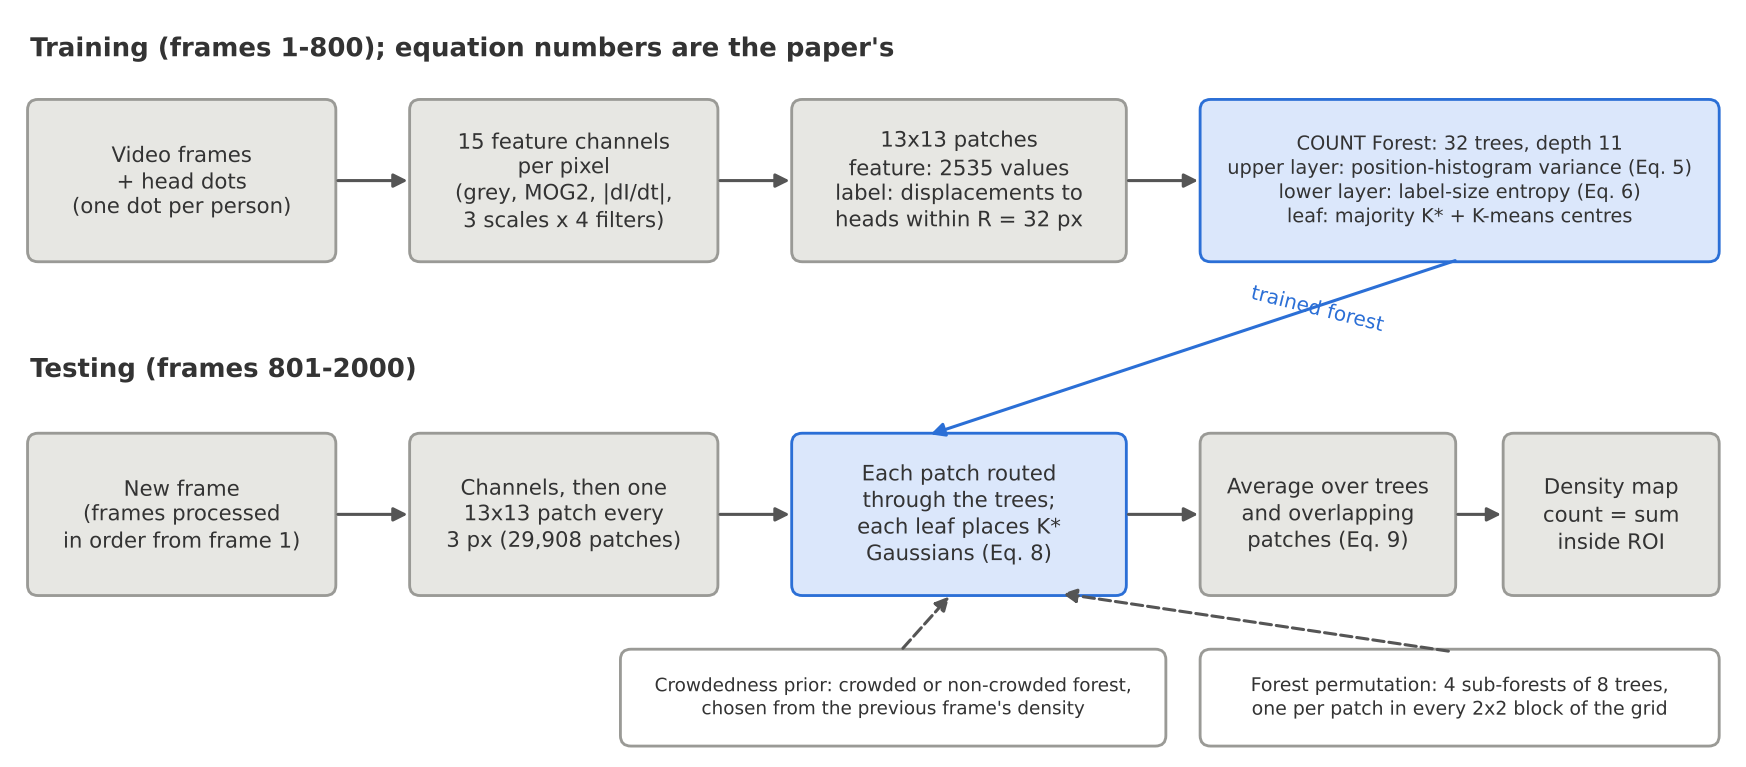 Training (frames 1-800); equation numbers are the paper's
Video frames
+ head dots
(one dot per person)
15 feature channels
per pixel
(grey, MOG2, |dI/dt|,
3 scales x 4 filters)
13x13 patches
feature: 2535 values
label: displacements to
heads within R = 32 px
COUNT Forest: 32 trees, depth 11
upper layer: position-histogram variance (Eq. 5)
lower layer: label-size entropy (Eq. 6)
leaf: majority K* + K-means centres
trained forest
Testing (frames 801-2000)
New frame
(frames processed
in order from frame 1)
Channels, then one
13x13 patch every
3 px (29,908 patches)
Each patch routed
through the trees;
each leaf places K*
Gaussians (Eq. 8)
Average over trees
and overlapping
patches (Eq. 9)
Density map
count = sum
inside ROI
Crowdedness prior: crowded or non-crowded forest,
chosen from the previous frame's density
Forest permutation: 4 sub-forests of 8 trees,
one per patch in every 2x2 block of the grid